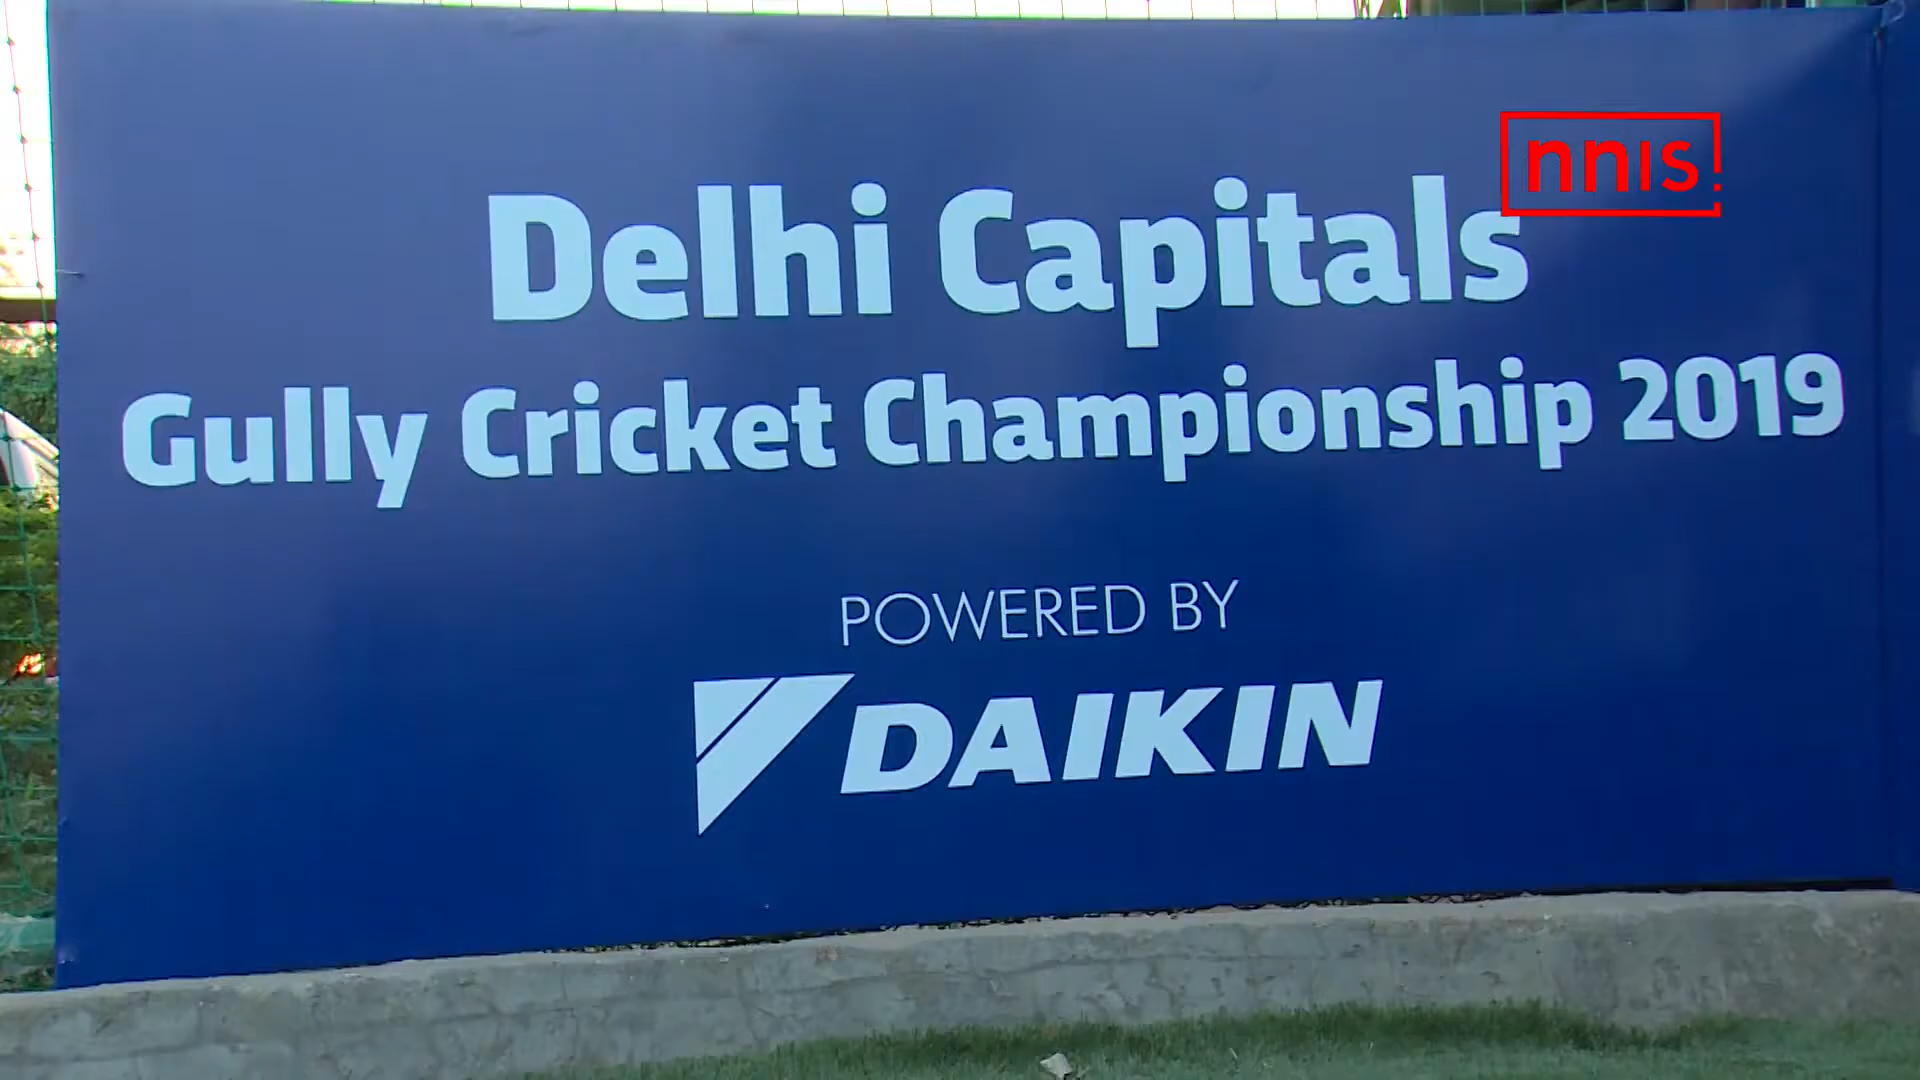 nnis
Delhi Capitals
Gully Cricket Championship 2019
POWERED BY
DAIKIN